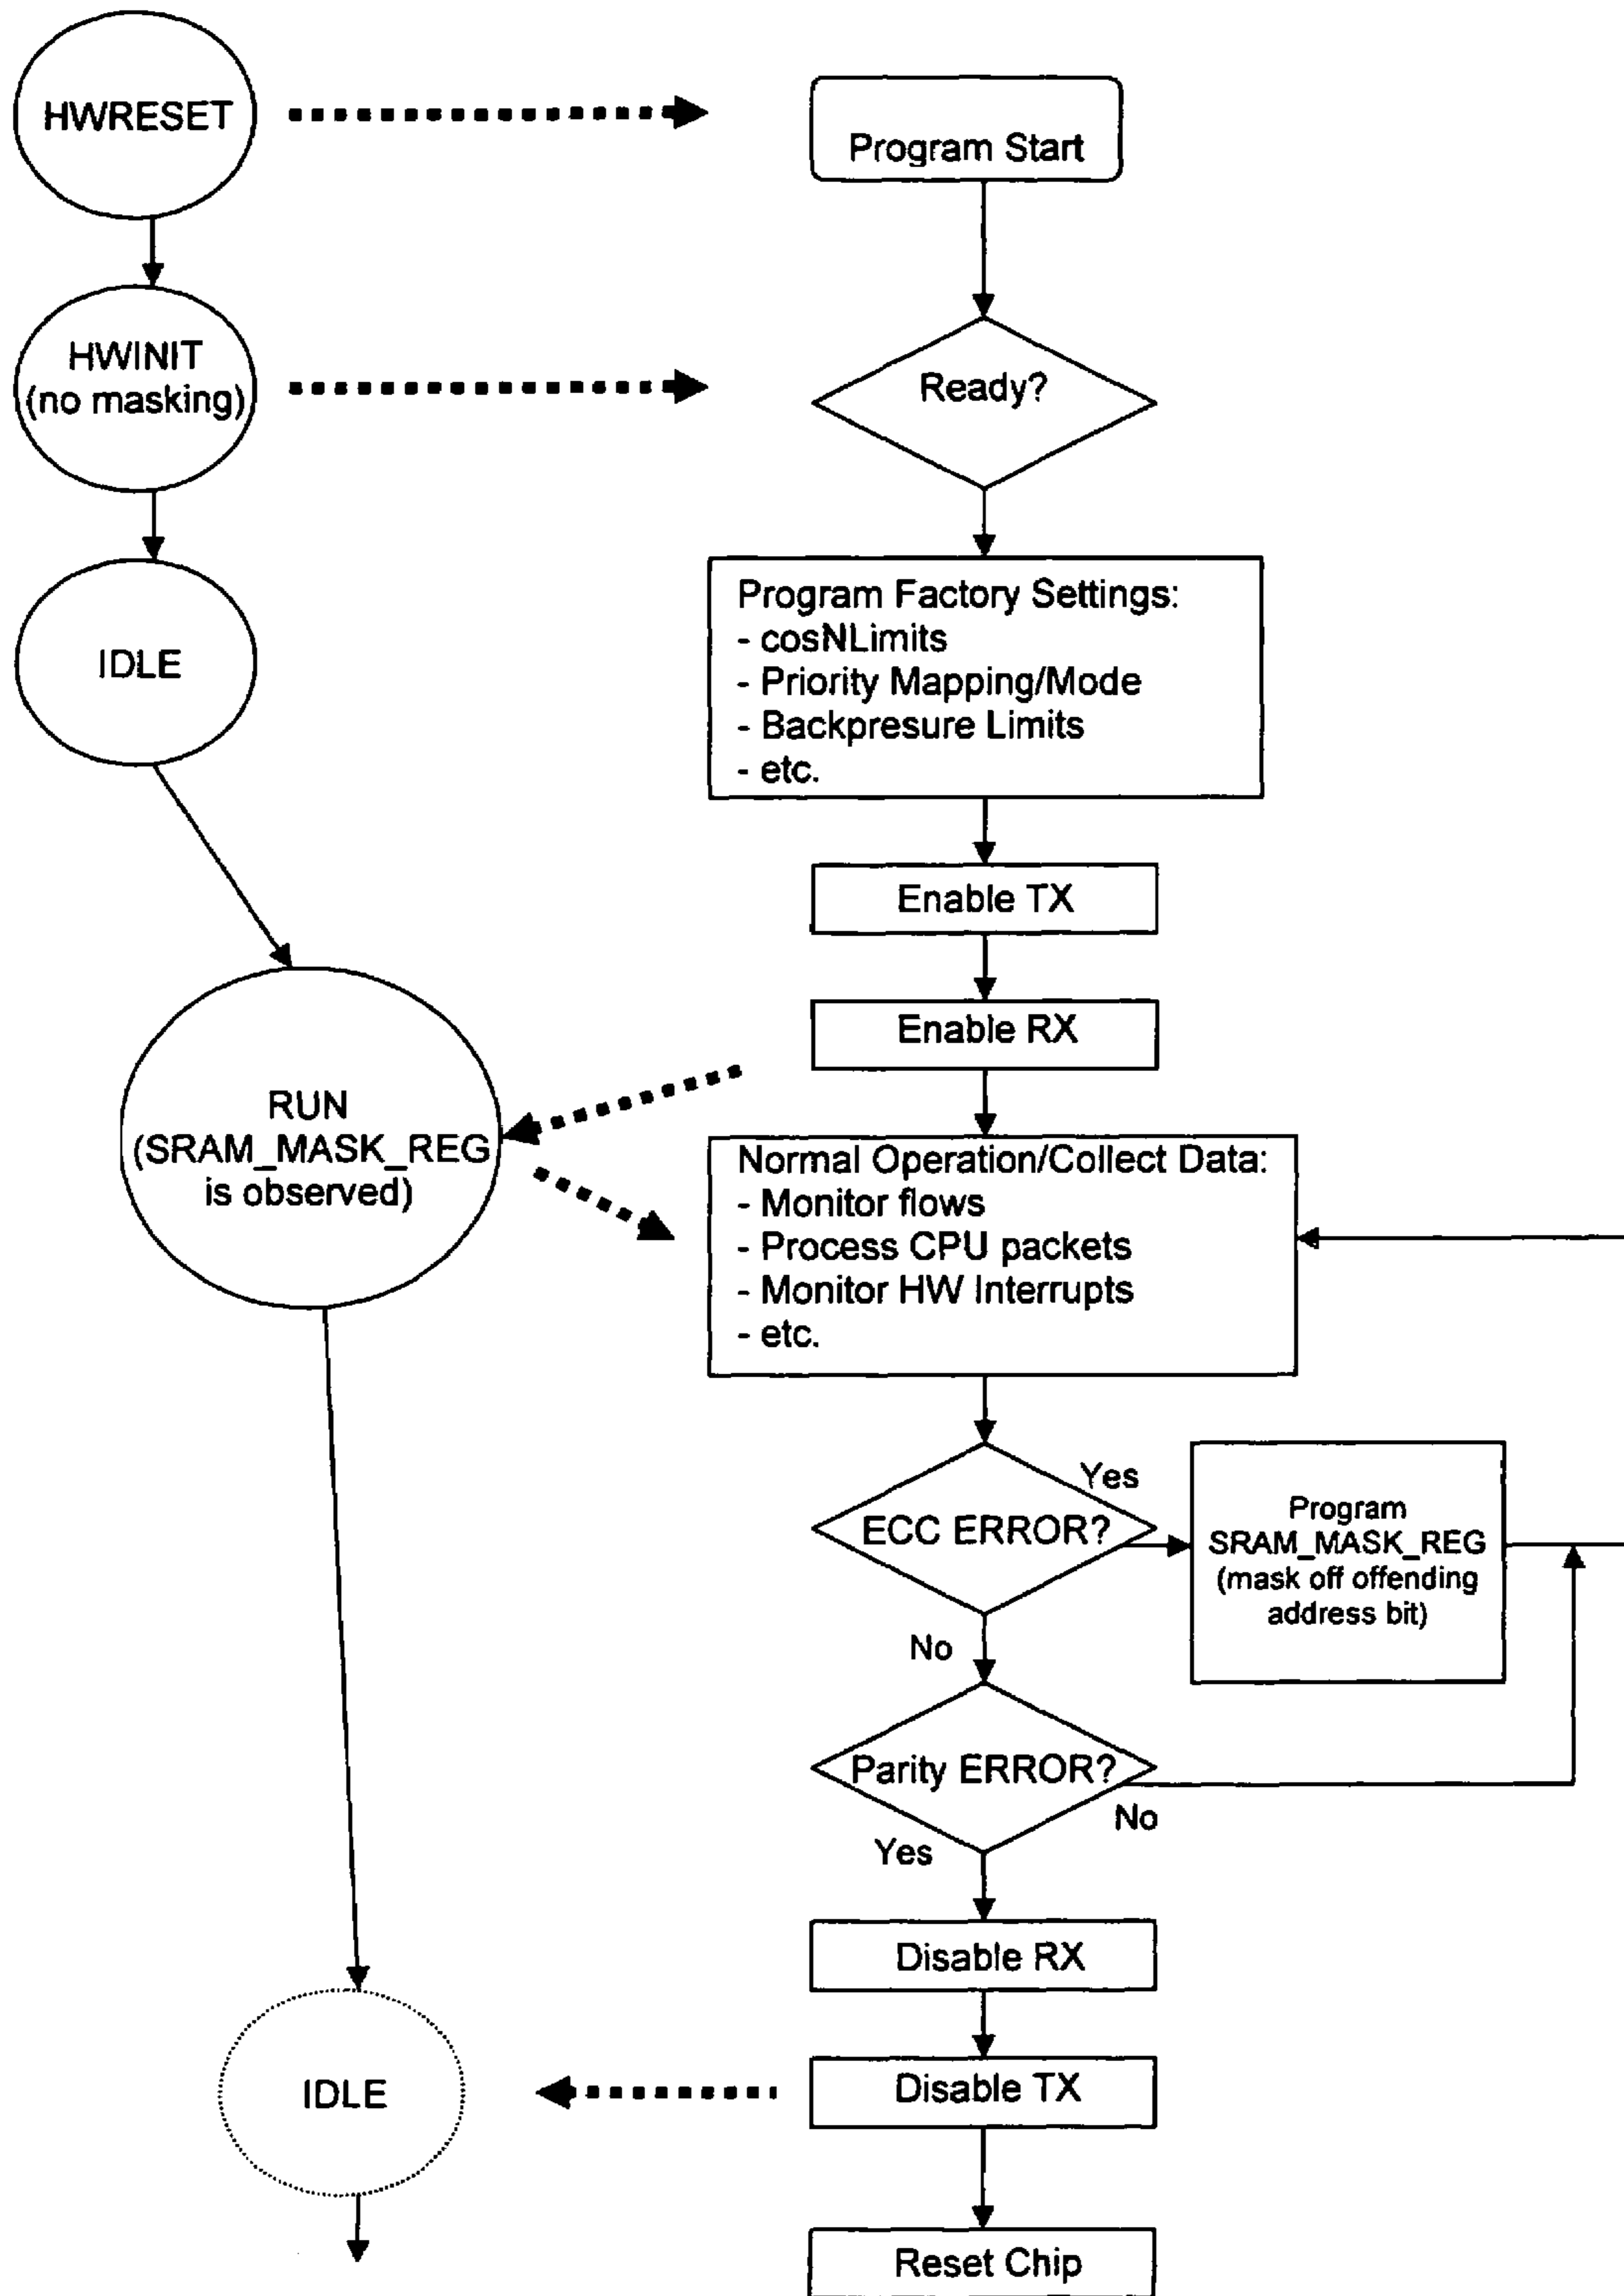 HWRESET
Program Start
HWINIT
(no masking)
Ready?
IDLE
Program Factory Settings:
- cosNLimits
- Priority Mapping/Mode
- Backpresure Limits
- etc.
Enable TX
Enable RX
RUN
(SRAM_MASK_REG
is observed)
Normal Operation/Collect Data:
- Monitor flows
- Process CPU packets
- Monitor HW Interrupts
- etc.
ECC ERROR?
Yes
Program
SRAM_MASK_REG
(mask off offending
address bit)
No
Parity ERROR?
No
Yes
Disable RX
IDLE
Disable TX
Reset Chip